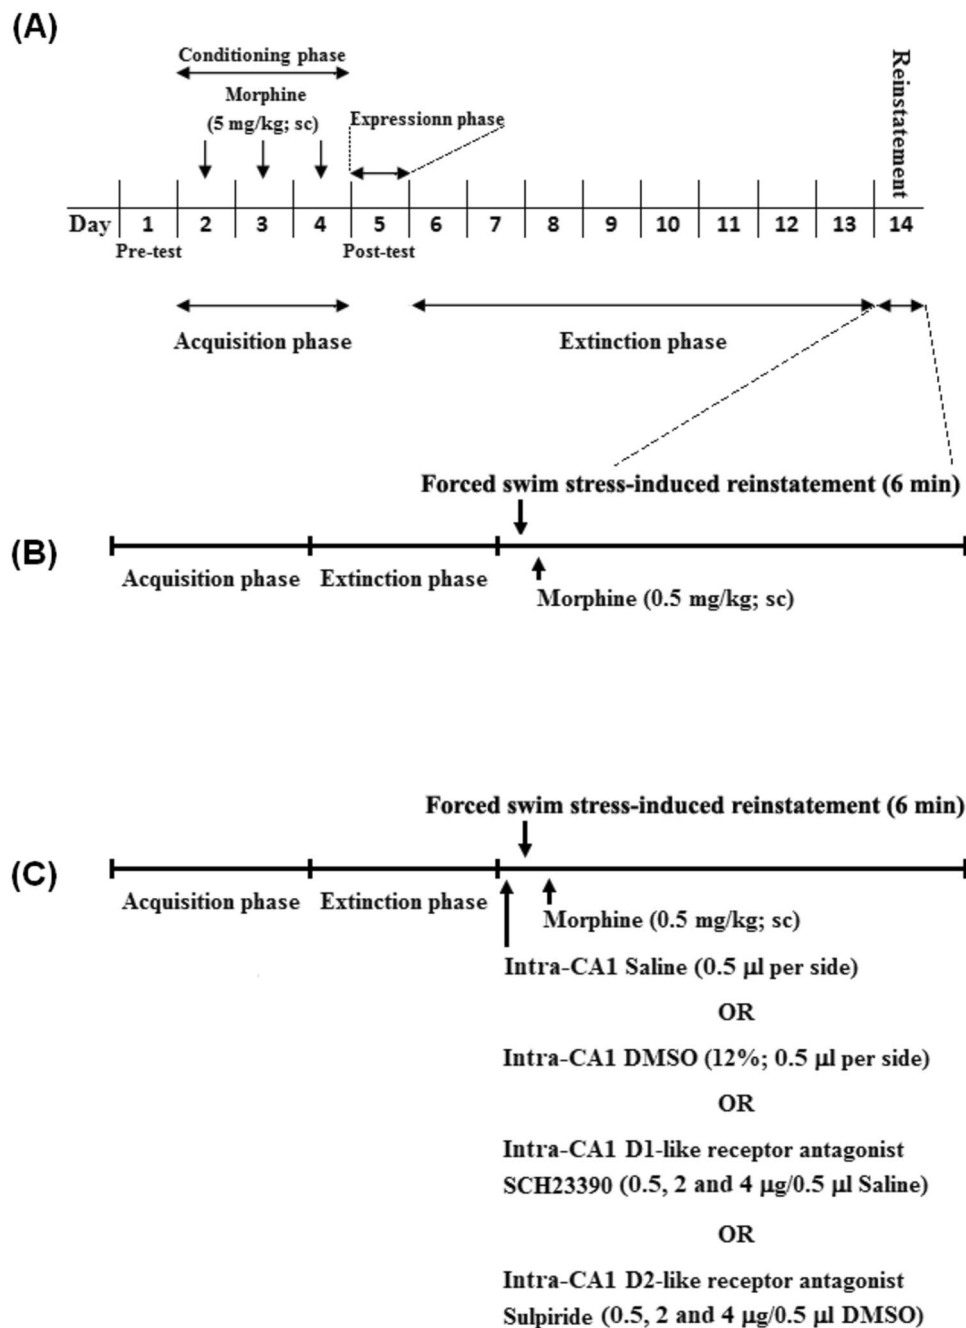 (A)
Conditioning phase
Morphine
(5 mg/kg; sc)
Expressionn phase
Reinstatement
Day 1 2 3 4 5 6 7 8 9 10 11 12 13 14
Pre-test Post-test
Acquisition phase Extinction phase
Forced swim stress-induced reinstatement (6 min)
(B)
Acquisition phase Extinction phase
Morphine (0.5 mg/kg; sc)
Forced swim stress-induced reinstatement (6 min)
(C)
Acquisition phase Extinction phase
Morphine (0.5 mg/kg; sc)
Intra-CA1 Saline (0.5 µl per side)
OR
Intra-CA1 DMSO (12%; 0.5 µl per side)
OR
Intra-CA1 D1-like receptor antagonist
SCH23390 (0.5, 2 and 4 µg/0.5 µl Saline)
OR
Intra-CA1 D2-like receptor antagonist
Sulpiride (0.5, 2 and 4 µg/0.5 µl DMSO)